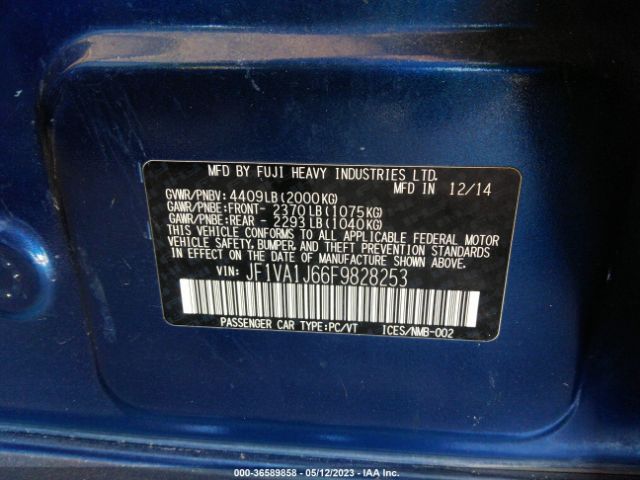 MFD BY FUJI HEAVY INDUSTRIES LTD.
MFD IN 12/14
GVWR/PNBV: 4409LB(2000KG)
GAWR/PNBE:FRONT- 2370LB(1075KG)
GAWR/PNBE:REAR - 2293LB(1040KG)
THIS VEHICLE CONFORMS TO ALL APPLICABLE FEDERAL MOTOR
VEHICLE SAFETY, BUMPER, AND THEFT PREVENTION STANDARDS
IN EFFECT ON THE DATE OF MANUFACTURE SHOWN ABOVE.
VIN: JF1VA1J66F9828253
PASSENGER CAR TYPE:PC/VT ICES/NMB-002
000-36589858 - 05/12/2023 - IAA Inc.